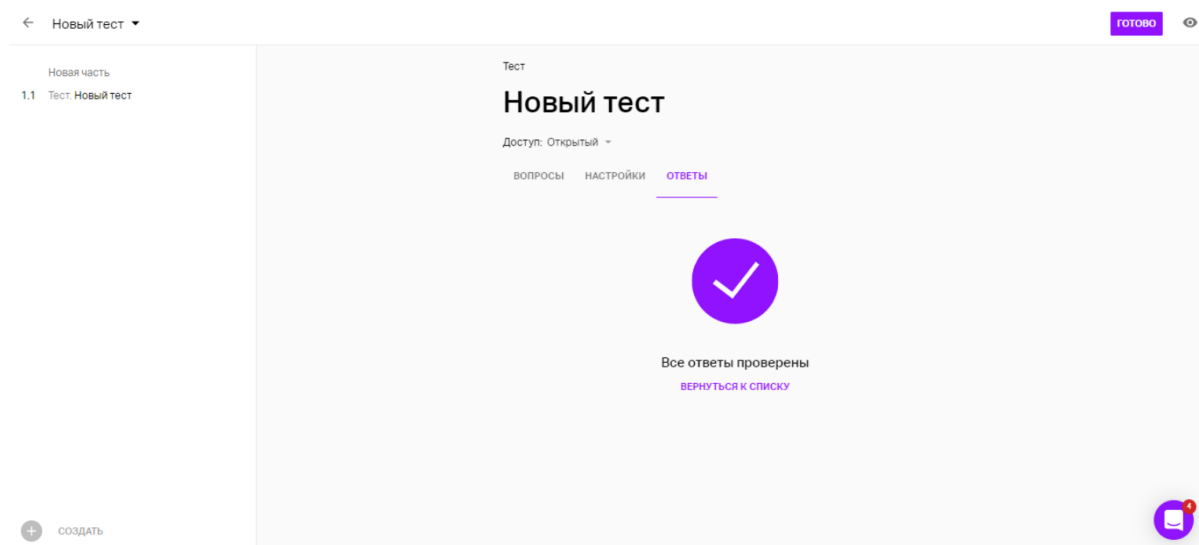 Новый тест
ГОТОВО
Новая часть
1.1 Тест. Новый тест
Тест
Новый тест
Доступ: Открытый
ВОПРОСЫ НАСТРОЙКИ ОТВЕТЫ
Все ответы проверены
ВЕРНУТЬСЯ К СПИСКУ
СОЗДАТЬ
4